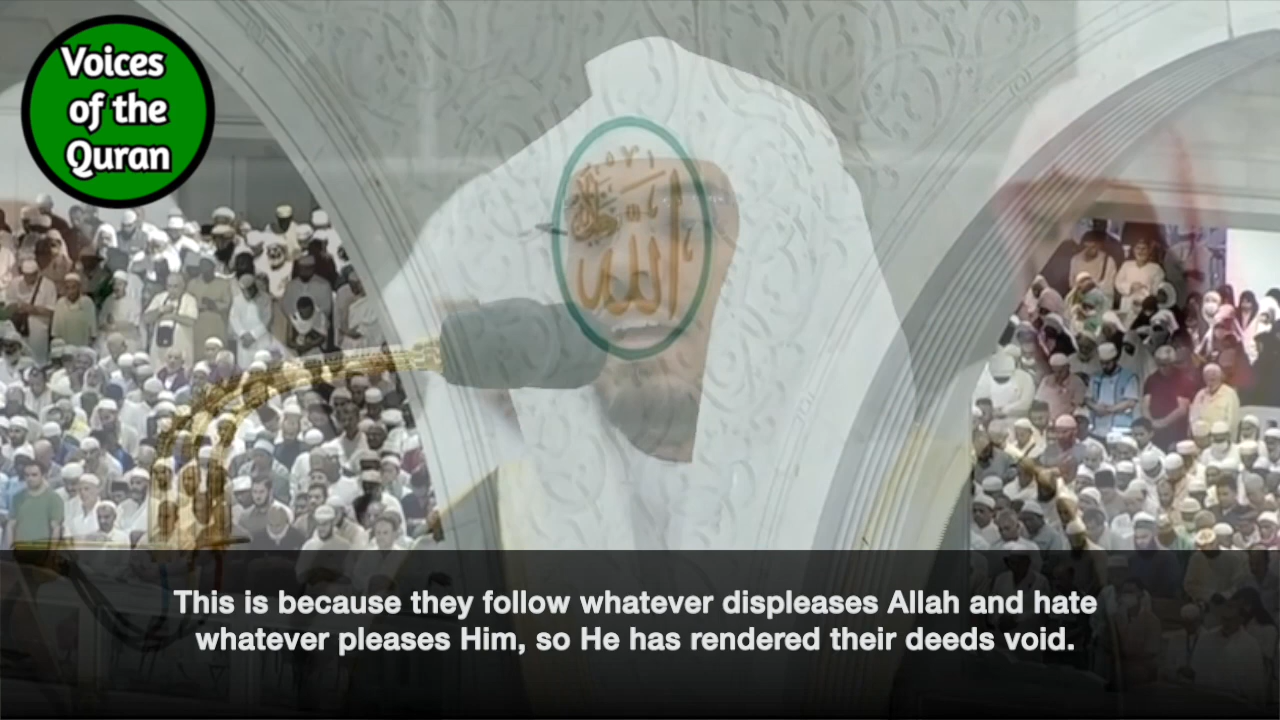 Voices
of the
Quran
الله
This is because they follow whatever displeases Allah and hate
whatever pleases Him, so He has rendered their deeds void.